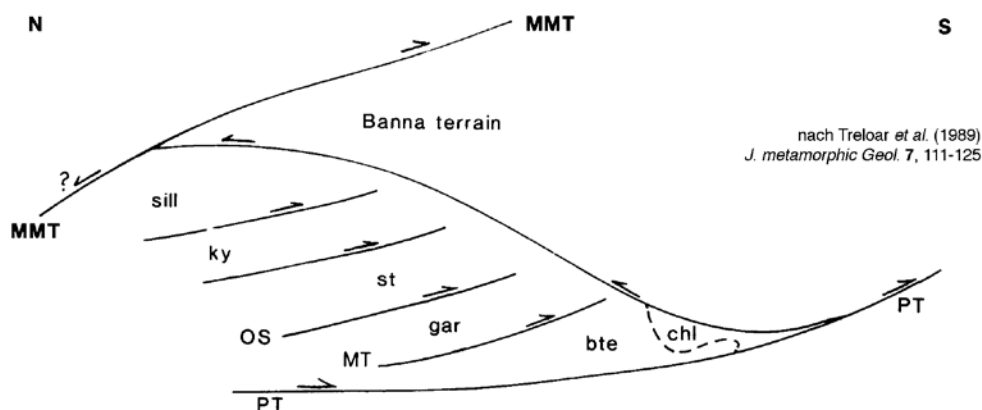 N
MMT
S
Banna terrain
nach Treloar et al. (1989)
J. metamorphic Geol. 7, 111-125
?
sill
MMT
ky
st
OS
gar
MT
bte
chl
PT
PT